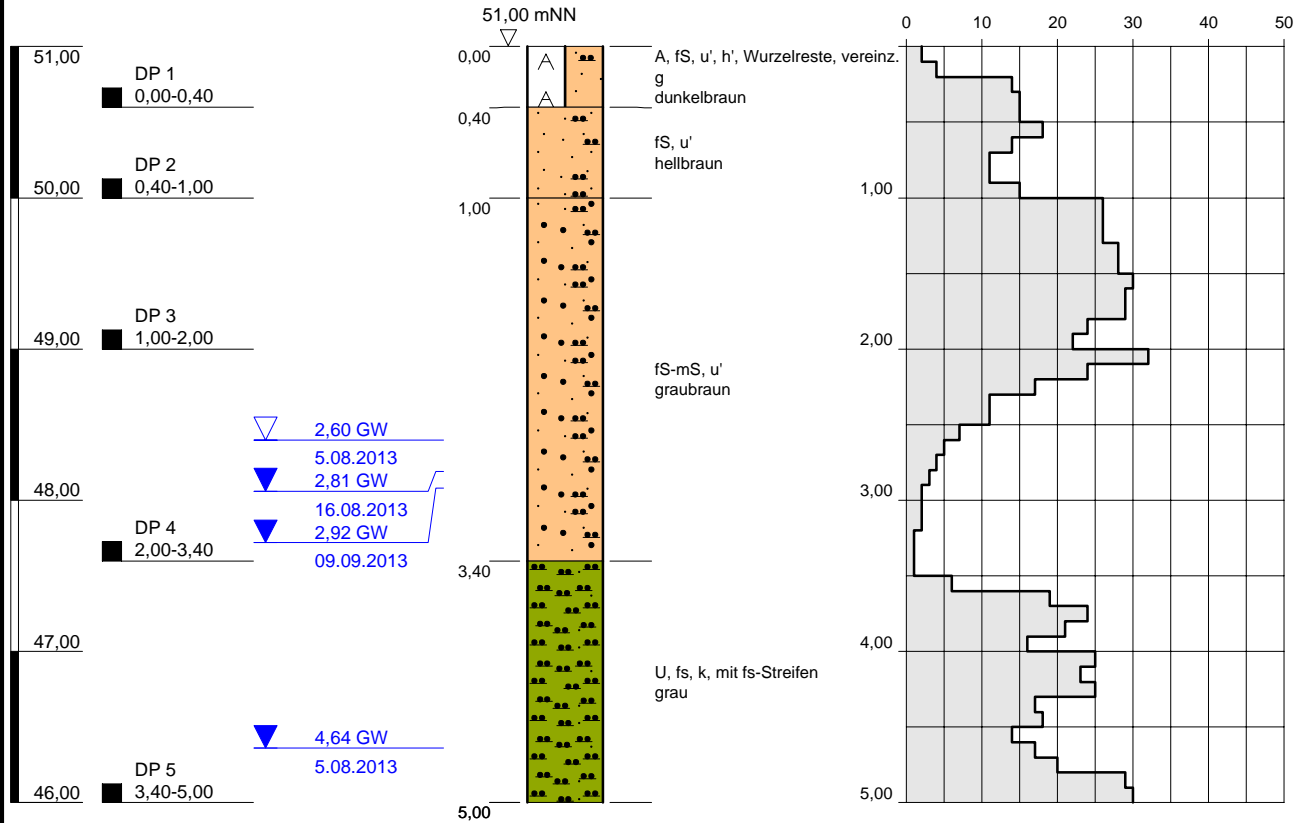 51,00 mNN
0 10 20 30 40 50
51,00
DP 1
0,00-0,40
0,00
A
A
A, fS, u', h', Wurzelreste, vereinz.
g
dunkelbraun
0,40
fS, u'
hellbraun
DP 2
0,40-1,00
50,00
1,00
1,00
DP 3
1,00-2,00
49,00
2,00
fS-mS, u'
graubraun
2,60 GW
5.08.2013
2,81 GW
16.08.2013
2,92 GW
09.09.2013
48,00
3,00
DP 4
2,00-3,40
3,40
47,00
4,00
U, fs, k, mit fs-Streifen
grau
4,64 GW
5.08.2013
DP 5
3,40-5,00
46,00
5,00
5,00